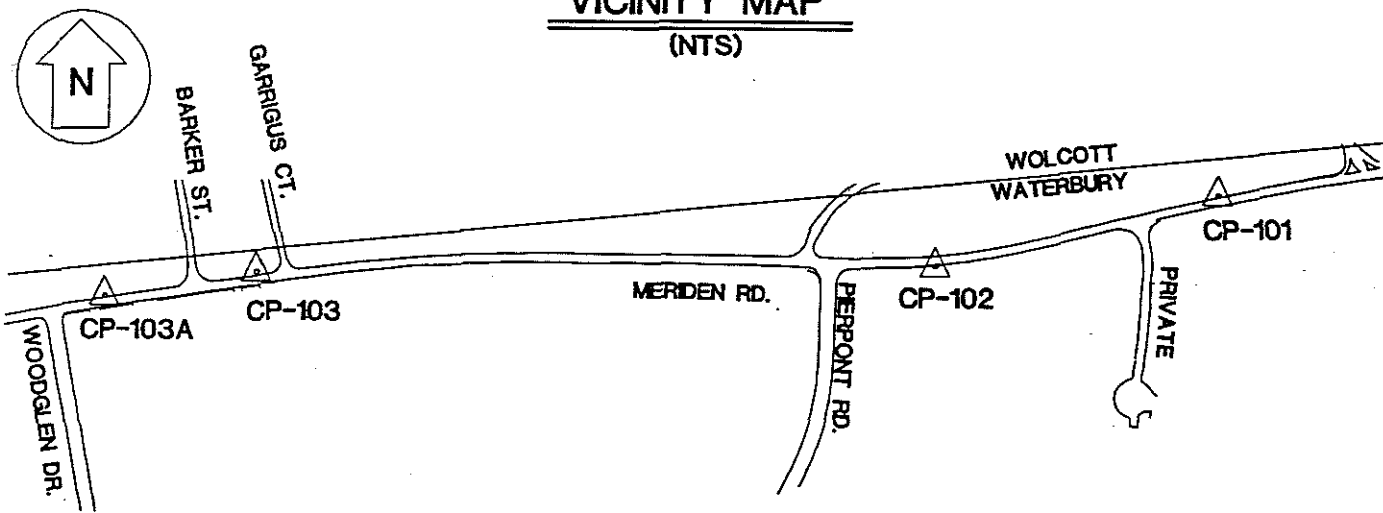 VICINITY MAP
(NTS)
N
BARKER ST.
GARRIGUS CT.
WOLCOTT
WATERBURY
CP-101
CP-102
CP-103
CP-103A
MERIDEN RD.
PIERPONT RD.
PRIVATE
WOODGLEN DR.